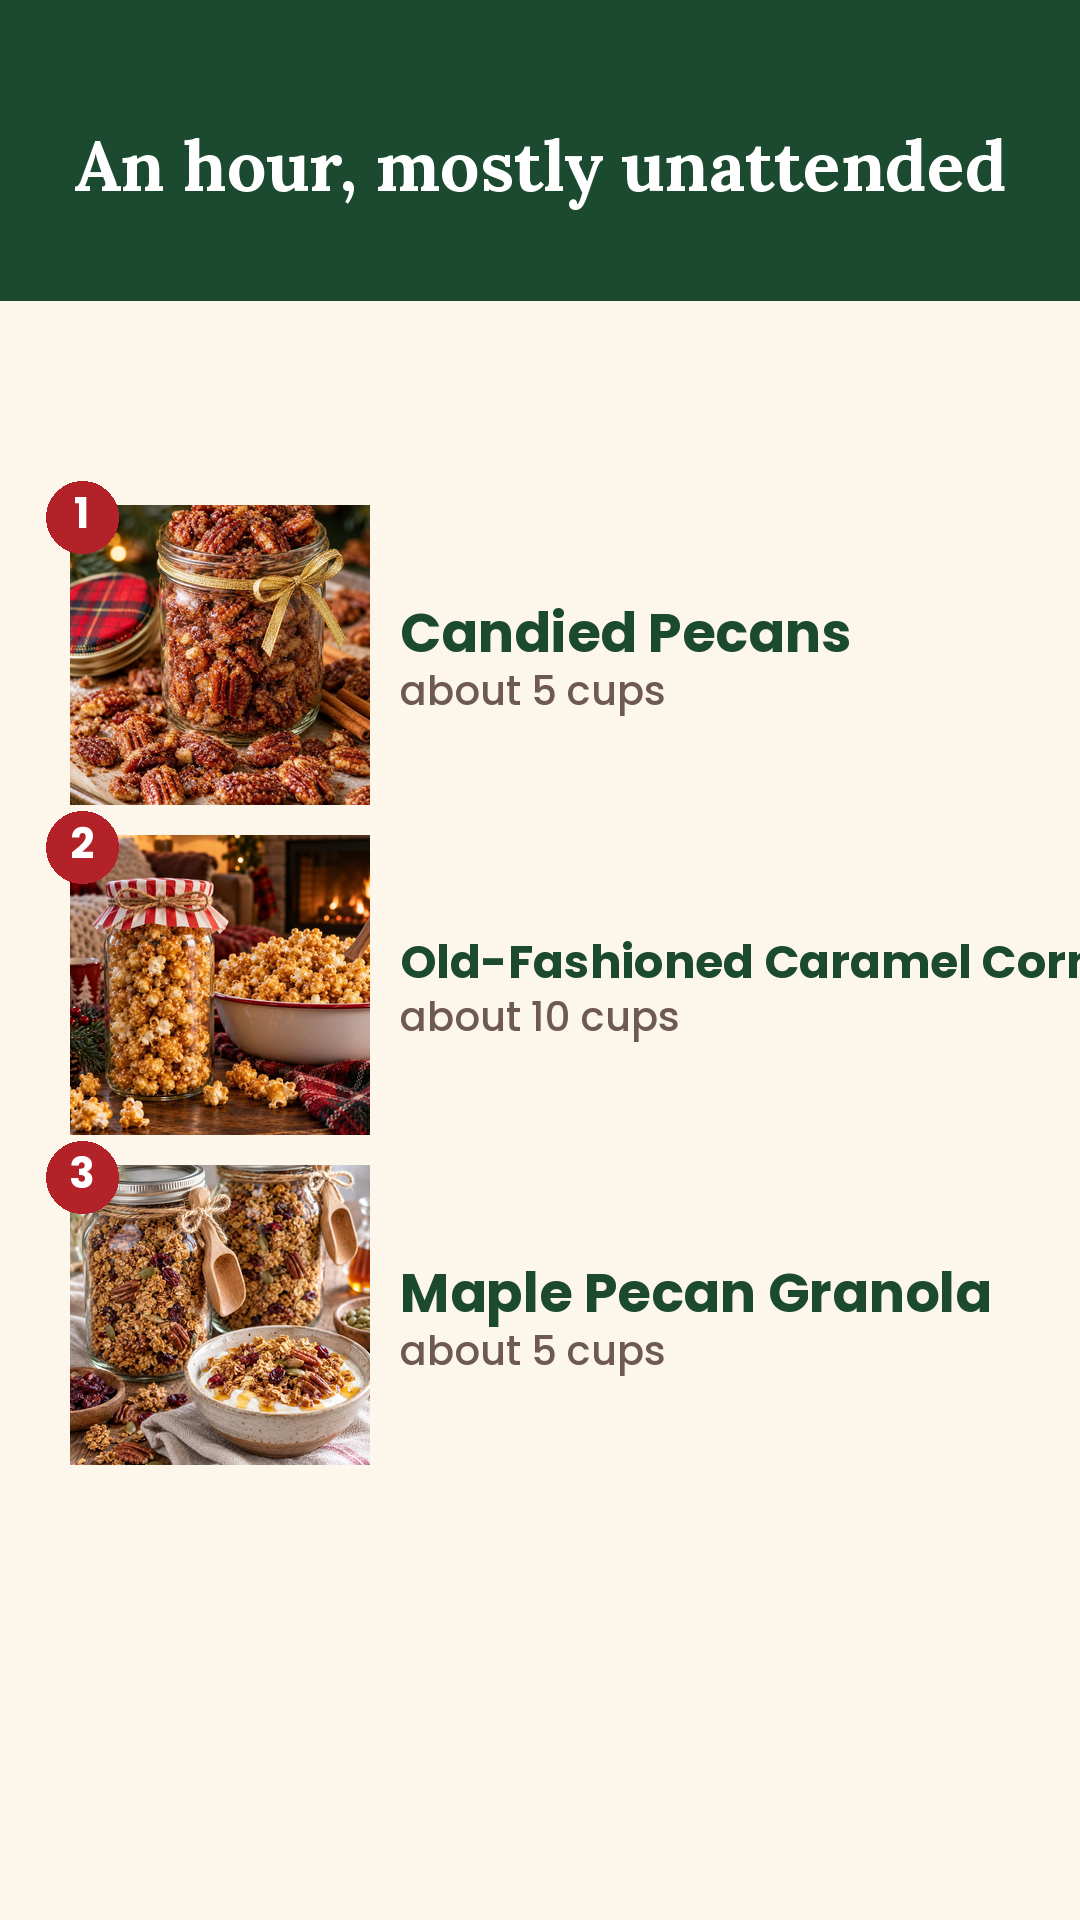 An hour, mostly unattended
1
Candied Pecans
about 5 cups
2
Old-Fashioned Caramel Corn
about 10 cups
3
Maple Pecan Granola
about 5 cups